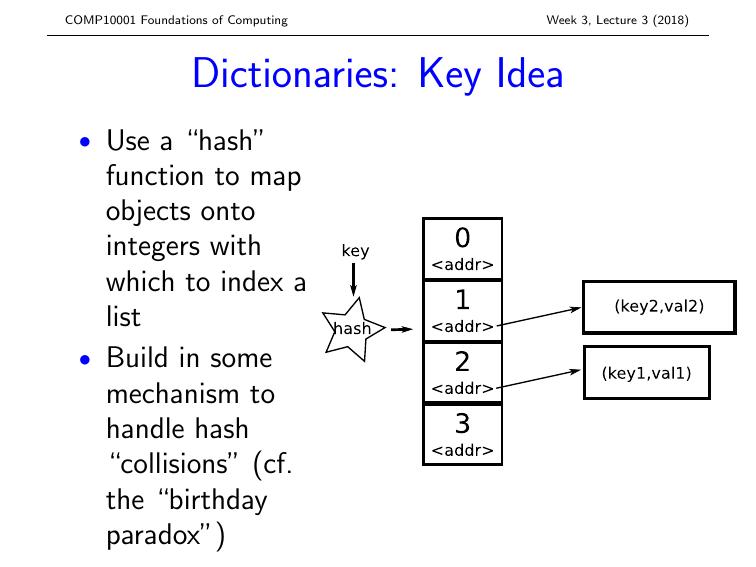 COMP10001 Foundations of Computing
Week 3, Lecture 3 (2018)
Dictionaries: Key Idea
• Use a “hash”
function to map
objects onto
integers with
which to index a
list
• Build in some
mechanism to
handle hash
“collisions” (cf.
the “birthday
paradox”)
key
hash
0
<addr>
1
<addr>
2
<addr>
3
<addr>
(key2,val2)
(key1,val1)